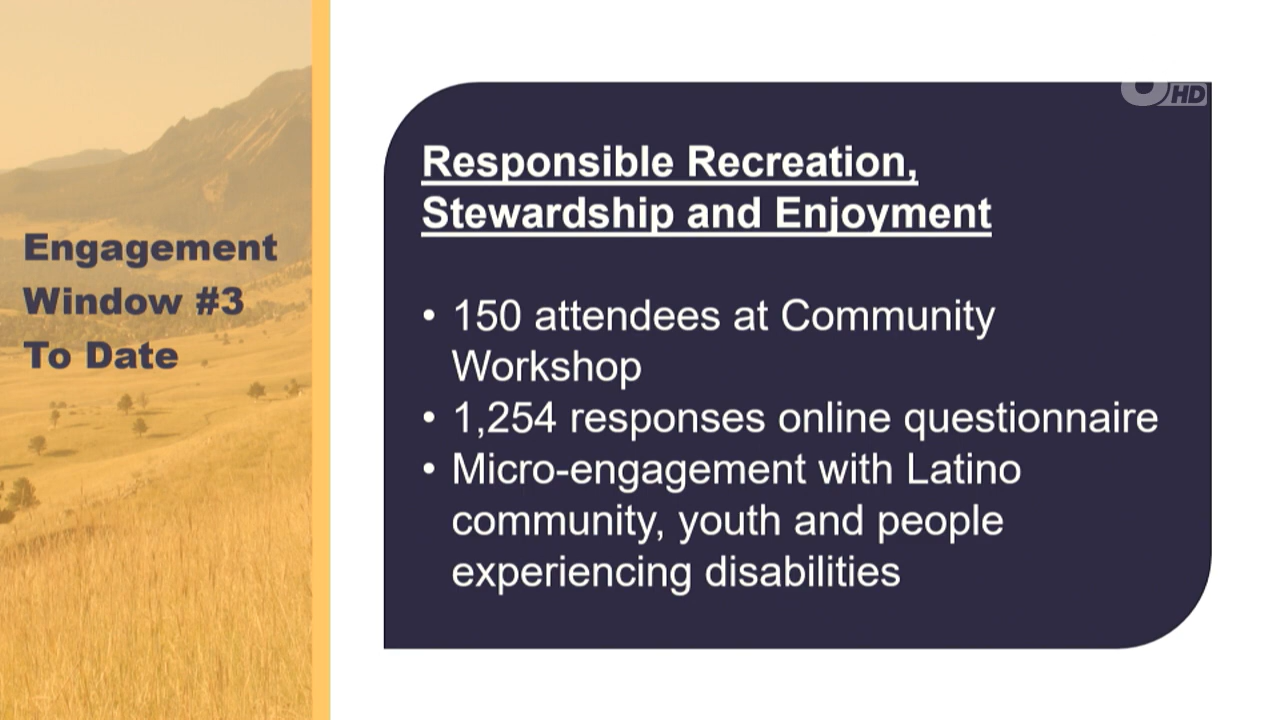 Engagement
Window #3
To Date
8 HD
Responsible Recreation,
Stewardship and Enjoyment
• 150 attendees at Community
Workshop
• 1,254 responses online questionnaire
• Micro-engagement with Latino
community, youth and people
experiencing disabilities